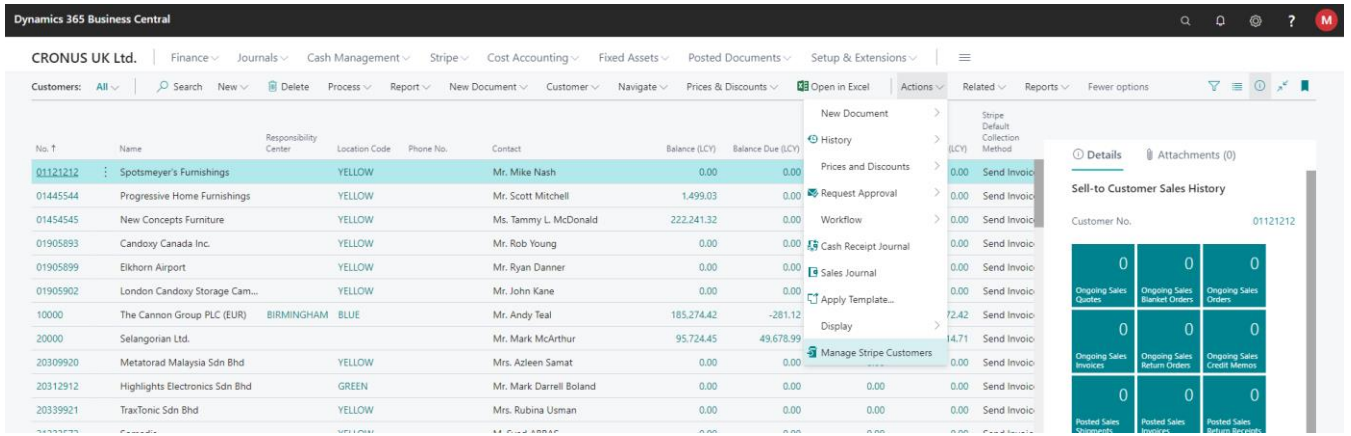 Dynamics 365 Business Central
? M
CRONUS UK Ltd. Finance Journals Cash Management Stripe Cost Accounting Fixed Assets Posted Documents Setup & Extensions
Customers: All Search New Delete Process Report New Document Customer Navigate Prices & Discounts Open in Excel Actions Related Reports Fewer options
No. ↑ Name Responsibility Center Location Code Phone No. Contact Balance (LCY) Balance Due (LCY) (LCY) Stripe Default Collection Method
01121212 Spotsmeyer's Furnishings YELLOW Mr. Mike Nash 0.00 0.00 0.00 Send Invoic
01445544 Progressive Home Furnishings YELLOW Mr. Scott Mitchell 1,499.03 0.00 0.00 Send Invoic
01454545 New Concepts Furniture YELLOW Ms. Tammy L. McDonald 222,241.32 0.00 0.00 Send Invoic
01905893 Candoxy Canada Inc. YELLOW Mr. Rob Young 0.00 0.00 0.00 Send Invoic
01905899 Elkhorn Airport YELLOW Mr. Ryan Danner 0.00 0.00 0.00 Send Invoic
01905902 London Candoxy Storage Cam... YELLOW Mr. John Kane 0.00 0.00 0.00 Send Invoic
10000 The Cannon Group PLC (EUR) BIRMINGHAM BLUE Mr. Andy Teal 185,274.42 -281.12 72.42 Send Invoic
20000 Selangorian Ltd. Mr. Mark McArthur 95,724.45 49,678.99 14.71 Send Invoic
20309920 Metatorad Malaysia Sdn Bhd YELLOW Mrs. Azleen Samat 0.00 0.00 0.00 Send Invoic
20312912 Highlights Electronics Sdn Bhd GREEN Mr. Mark Darrell Boland 0.00 0.00 0.00 0.00 Send Invoic
20339921 TraxTonic Sdn Bhd YELLOW Mrs. Rubina Usman 0.00 0.00 0.00 0.00 Send Invoic
New Document
History
Prices and Discounts
Request Approval
Workflow
Cash Receipt Journal
Sales Journal
Apply Template...
Display
Manage Stripe Customers
Details Attachments (0)
Sell-to Customer Sales History
Customer No. 01121212
0 0 0
Ongoing Sales Quotes Ongoing Sales Blanket Orders Ongoing Sales Orders
0 0 0
Ongoing Sales Invoices Ongoing Sales Return Orders Ongoing Sales Credit Memos
0 0 0
Posted Sales Shipments Posted Sales Invoices Posted Sales Return Receipts